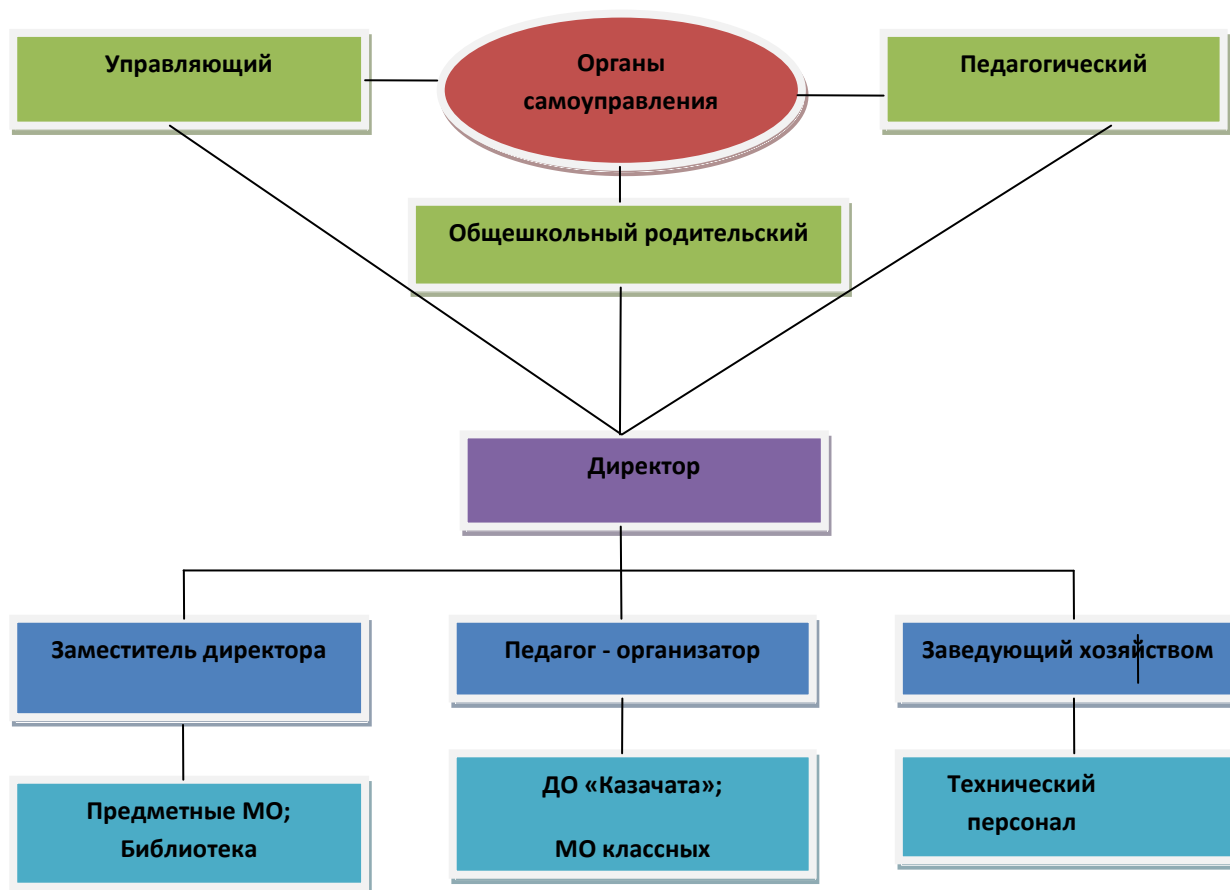 Управляющий
Органы
самоуправления
Педагогический
Общешкольный родительский
Директор
Заместитель директора
Педагог - организатор
Заведующий хозяйством
Предметные МО;
Библиотека
ДО «Казачата»;
МО классных
Технический
персонал